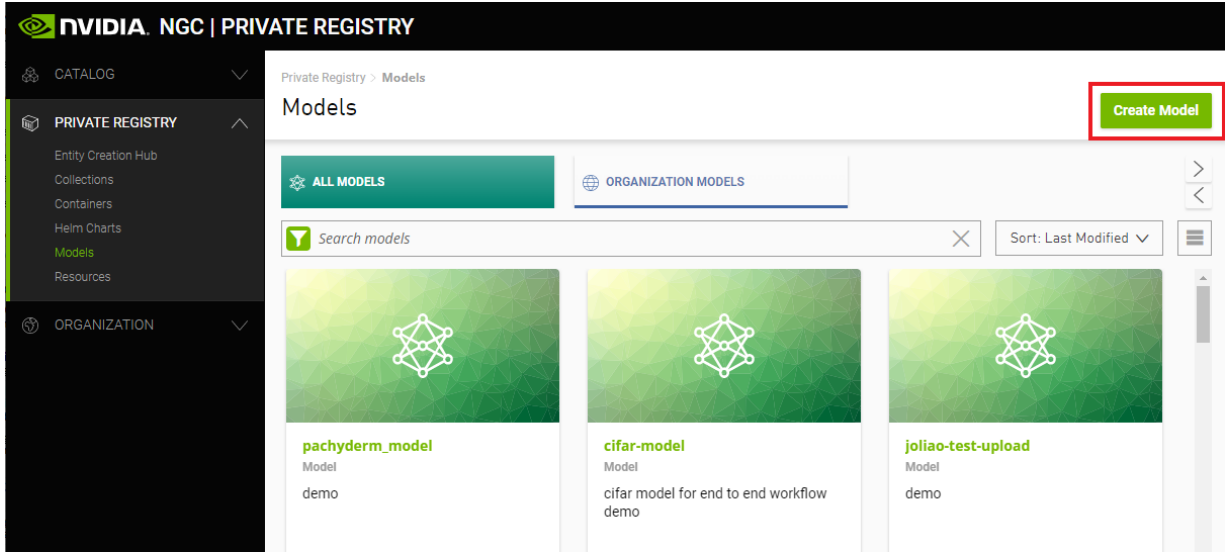 NVIDIA. NGC | PRIVATE REGISTRY
CATALOG
PRIVATE REGISTRY
Entity Creation Hub
Collections
Containers
Helm Charts
Models
Resources
ORGANIZATION
Private Registry > Models
Models
Create Model
ALL MODELS
ORGANIZATION MODELS
Search models
Sort: Last Modified
pachyderm_model
Model
demo
cifar-model
Model
cifar model for end to end workflow
demo
joliao-test-upload
Model
demo